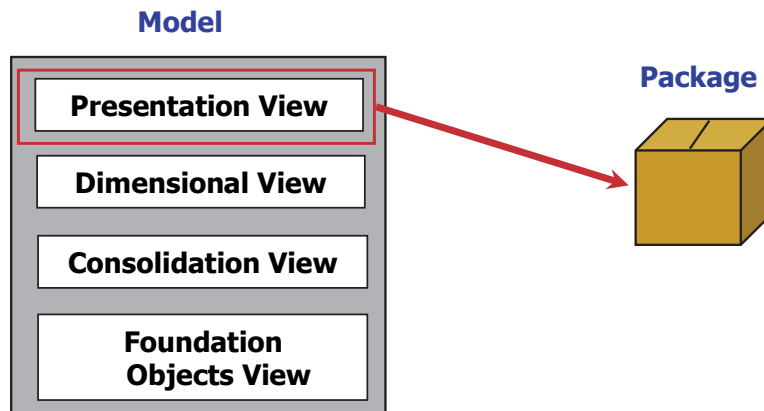 Model
Package
Presentation View
Dimensional View
Consolidation View
Foundation
Objects View